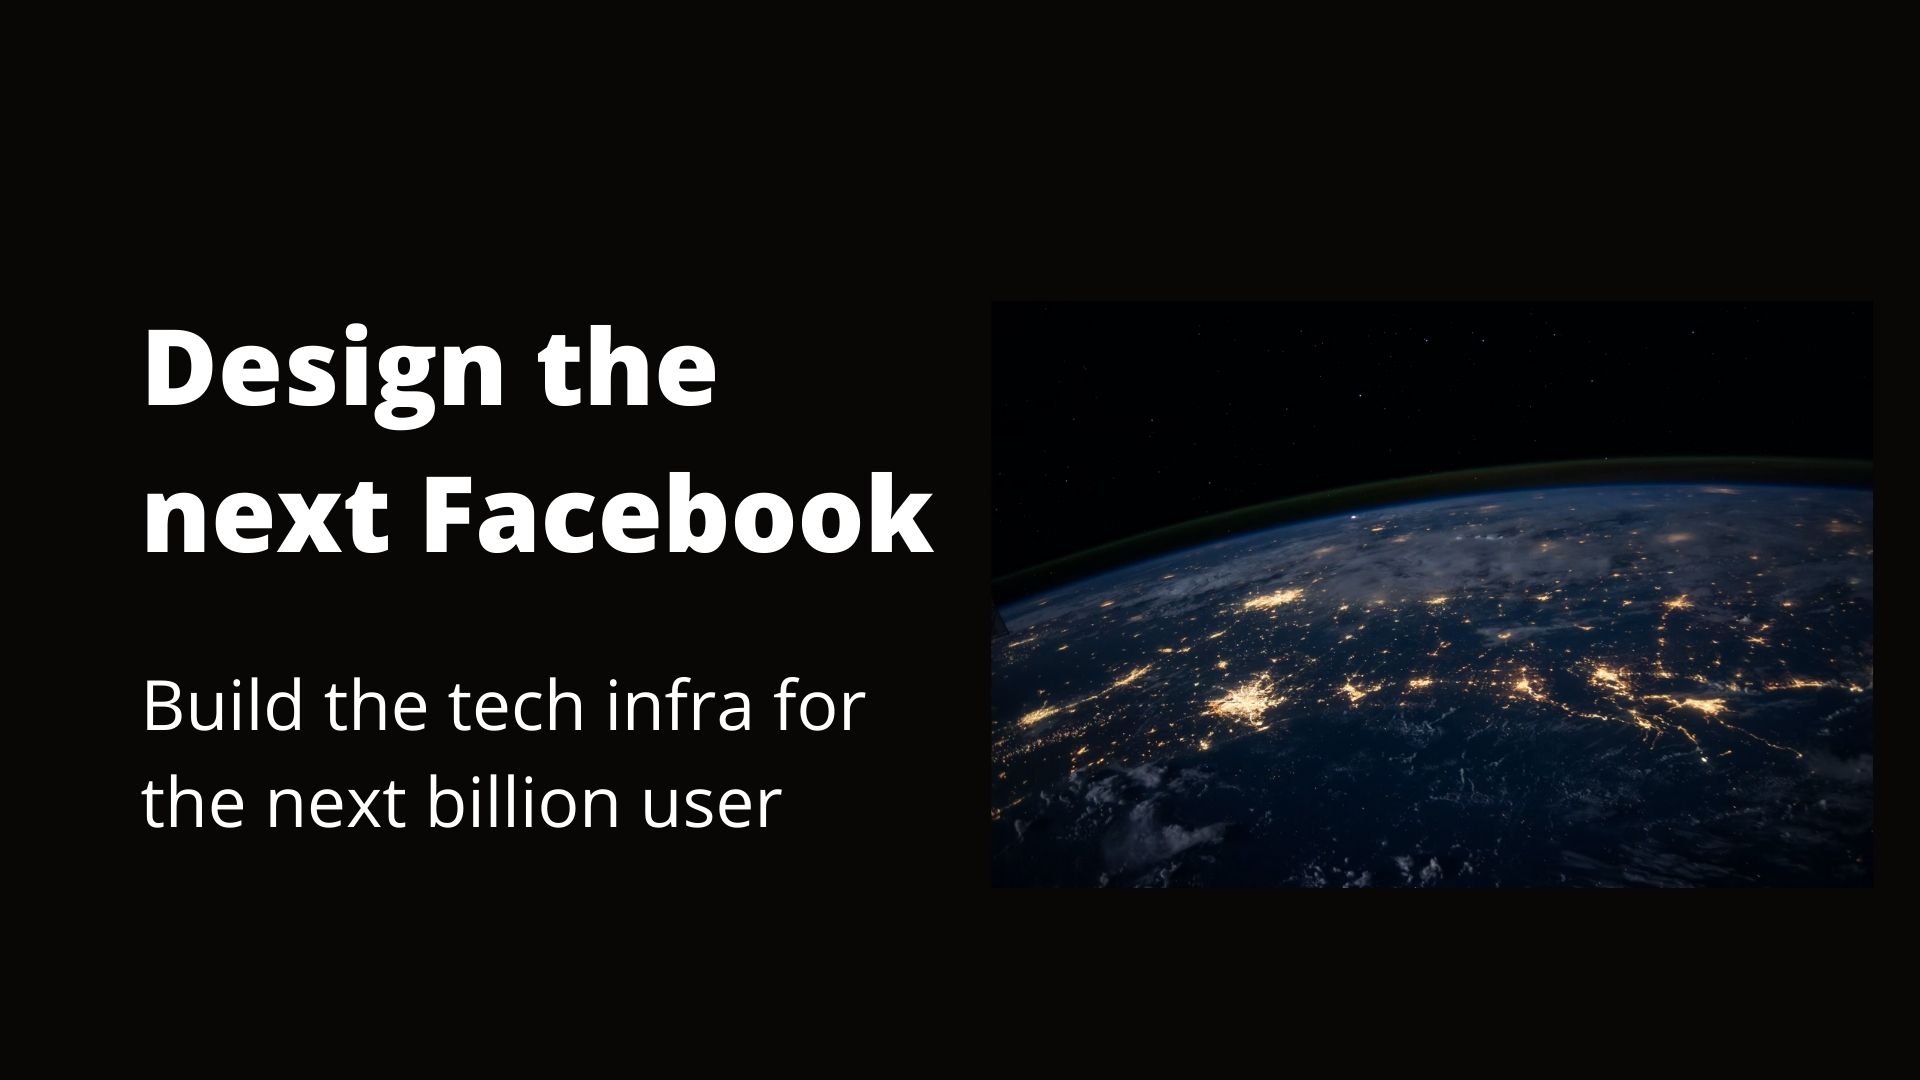 Design the
next Facebook
Build the tech infra for
the next billion user